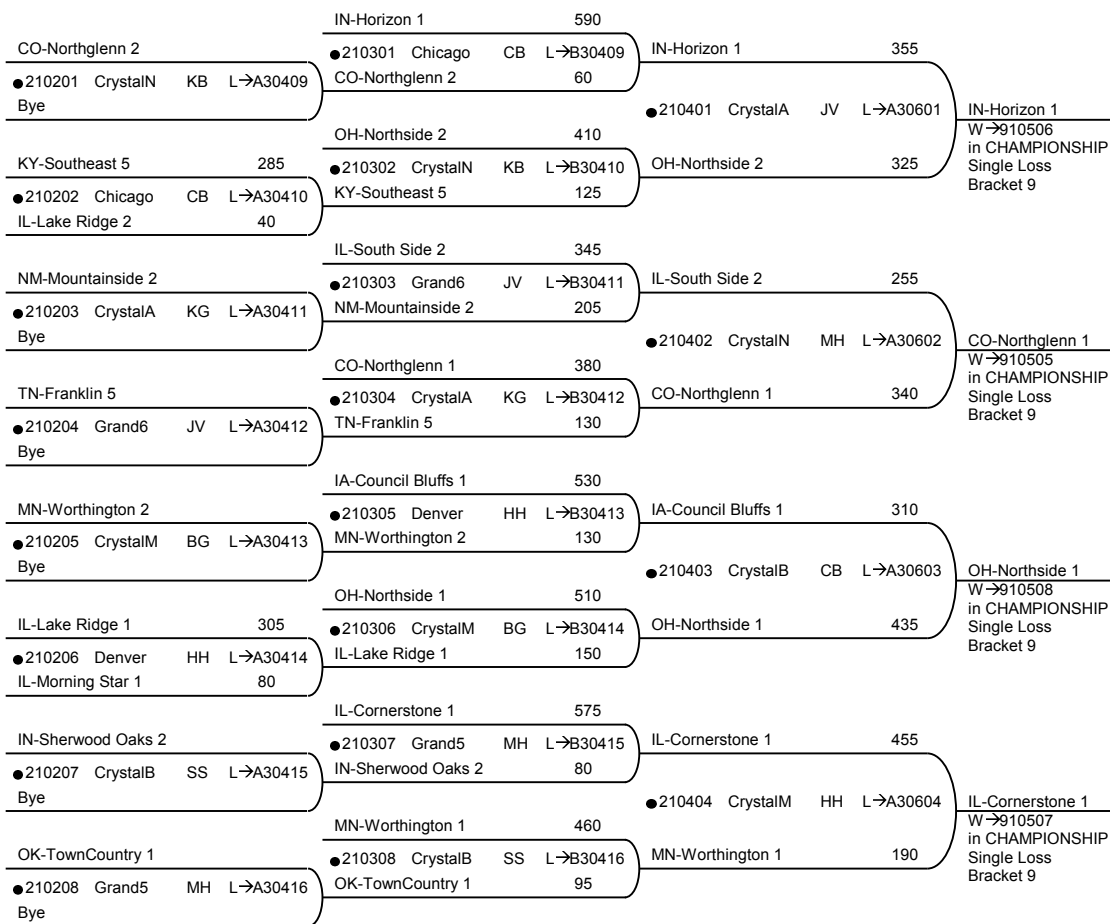 CO-Northglenn 2
●210201 CrystalN KB L→A30409
Bye
KY-Southeast 5 285
●210202 Chicago CB L→A30410
IL-Lake Ridge 2 40
NM-Mountainside 2
●210203 CrystalA KG L→A30411
Bye
TN-Franklin 5
●210204 Grand6 JV L→A30412
Bye
MN-Worthington 2
●210205 CrystalM BG L→A30413
Bye
IL-Lake Ridge 1 305
●210206 Denver HH L→A30414
IL-Morning Star 1 80
IN-Sherwood Oaks 2
●210207 CrystalB SS L→A30415
Bye
OK-TownCountry 1
●210208 Grand5 MH L→A30416
Bye
IN-Horizon 1 590
●210301 Chicago CB L→B30409
CO-Northglenn 2 60
OH-Northside 2 410
●210302 CrystalN KB L→B30410
KY-Southeast 5 125
IL-South Side 2 345
●210303 Grand6 JV L→B30411
NM-Mountainside 2 205
CO-Northglenn 1 380
●210304 CrystalA KG L→B30412
TN-Franklin 5 130
IA-Council Bluffs 1 530
●210305 Denver HH L→B30413
MN-Worthington 2 130
OH-Northside 1 510
●210306 CrystalM BG L→B30414
IL-Lake Ridge 1 150
IL-Cornerstone 1 575
●210307 Grand5 MH L→B30415
IN-Sherwood Oaks 2 80
MN-Worthington 1 460
●210308 CrystalB SS L→B30416
OK-TownCountry 1 95
IN-Horizon 1 355
●210401 CrystalA JV L→A30601
OH-Northside 2 325
IL-South Side 2 255
●210402 CrystalN MH L→A30602
CO-Northglenn 1 340
IA-Council Bluffs 1 310
●210403 CrystalB CB L→A30603
OH-Northside 1 435
IL-Cornerstone 1 455
●210404 CrystalM HH L→A30604
MN-Worthington 1 190
IN-Horizon 1
W→910506
in CHAMPIONSHIP
Single Loss
Bracket 9
CO-Northglenn 1
W→910505
in CHAMPIONSHIP
Single Loss
Bracket 9
OH-Northside 1
W→910508
in CHAMPIONSHIP
Single Loss
Bracket 9
IL-Cornerstone 1
W→910507
in CHAMPIONSHIP
Single Loss
Bracket 9